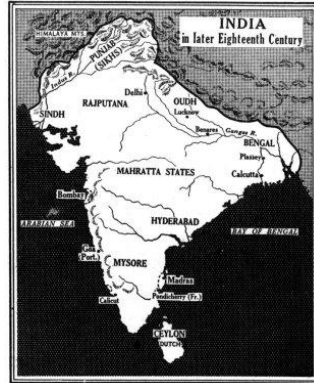 INDIA
in later Eighteenth Century
HIMALAYA MTS.
PUNJAB
(SIKHS)
Indus R.
Delhi
OUDH
RAJPUTANA
Lucknow
SINDH
Benares
Ganges R.
BENGAL
Plassey
MAHRATTA STATES
Calcutta
Bombay
ARABIAN SEA
HYDERABAD
BAY OF BENGAL
Goa
(Port.)
MYSORE
Madras
Calicut
Pondicherry (Fr.)
CEYLON
DUTCH